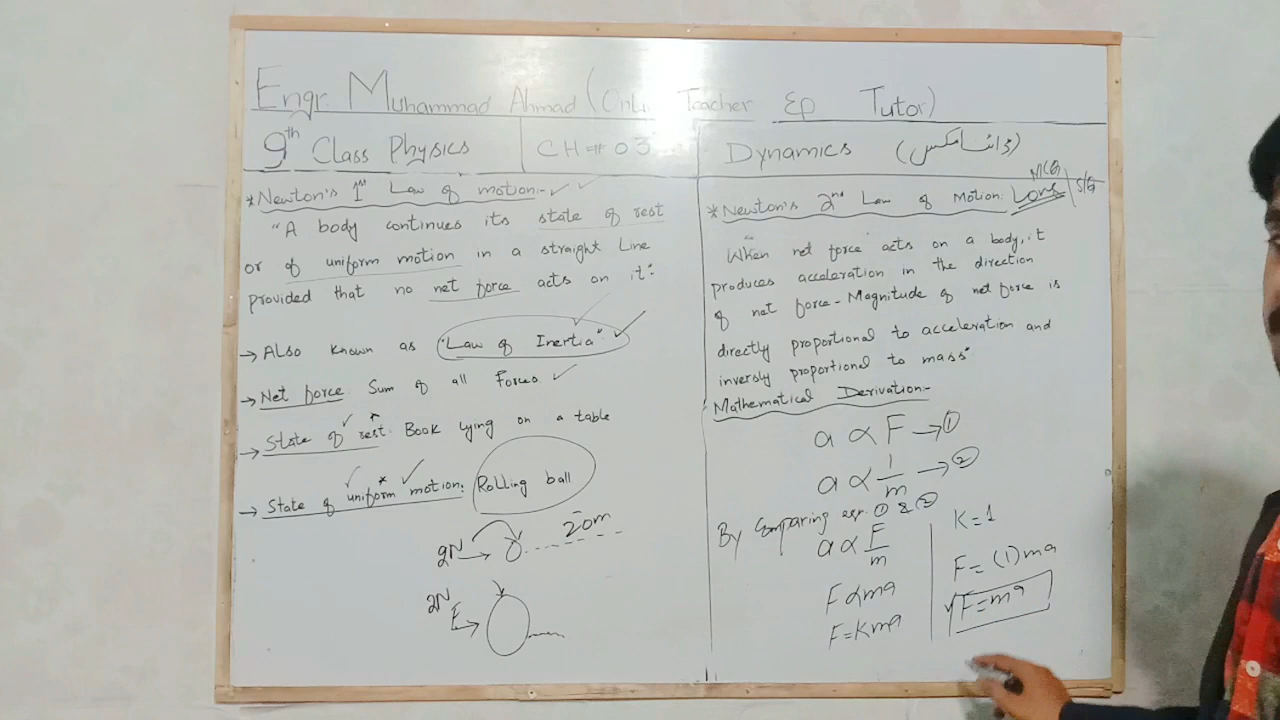 Engr. Muhammad Ahmad (Onli Teacher Ep Tutor)
9th Class Physics
CH # 03
Dynamics (ڈائنامکس)
*Newton's 1st Law of motion:-
"A body continues its state of rest
or of uniform motion in a straight Line
provided that no net force acts on it":
→ Also known as "Law of Inertia":
→ Net force: Sum of all Forces
→ State of rest: Book lying on a table
→ State of uniform motion: Rolling ball
2N → 20m
2N
F →
*Newton's 2nd Law of Motion: Long MCQ S/Q
"When net force acts on a body, it
produces acceleration in the direction
of net force - Magnitude of net force is
directly proportional to acceleration and
inversly proportional to mass"
Mathematical Derivation:-
a ∝ F → ①
a ∝ 1/m → ②
By Comparing eqn. ① & ②
a ∝ F/m
F ∝ ma
F = Kma
K = 1
F = (1)ma
F = ma